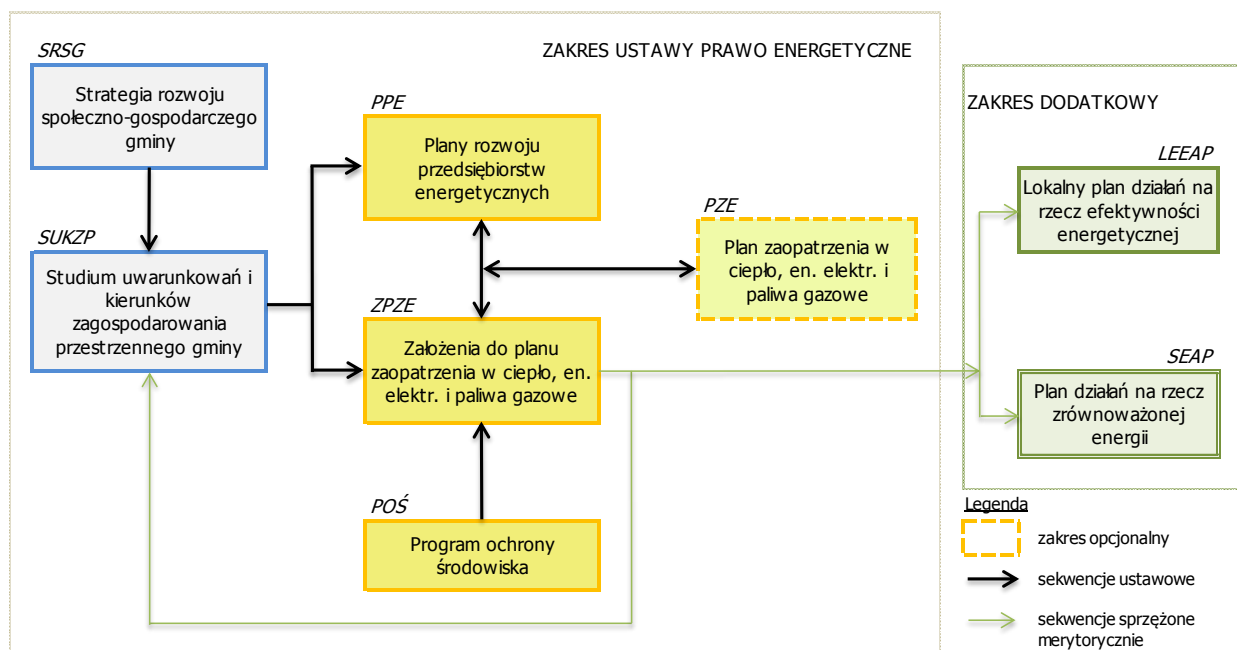 ZAKRES USTAWY PRAWO ENERGETYCZNE
SRSG
Strategia rozwoju
społeczno-gospodarczego
gminy
SUKZP
Studium uwarunkowań i
kierunków
zagospodarowania
przestrzennego gminy
PPE
Plany rozwoju
przedsiębiorstw
energetycznych
PZE
Plan zaopatrzenia w
ciepło, en. elektr. i
paliwa gazowe
ZPZE
Założenia do planu
zaopatrzenia w ciepło, en.
elektr. i paliwa gazowe
POŚ
Program ochrony
środowiska
ZAKRES DODATKOWY
LEEAP
Lokalny plan działań na
rzecz efektywności
energetycznej
SEAP
Plan działań na rzecz
zrównoważonej
energii
Legenda
zakres opcjonalny
sekwencje ustawowe
sekwencje sprzężone
merytorycznie